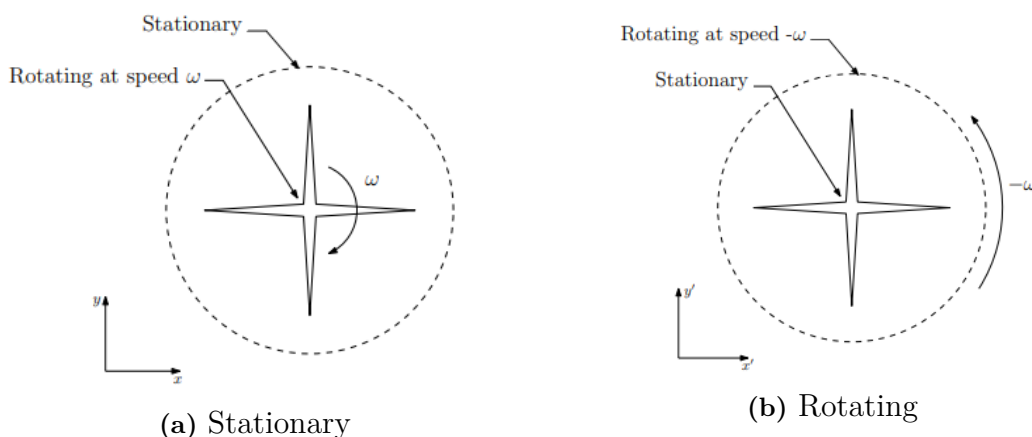 Stationary
Rotating at speed ω
ω
y
x
(a) Stationary
Rotating at speed -ω
Stationary
−ω
y′
x′
(b) Rotating